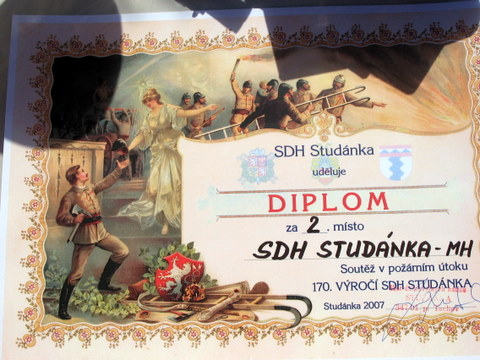 SDH Studánka
uděluje
DIPLOM
za 2. místo
SDH STUDÁNKA - MH
Soutěž v požárním útoku
170. VÝROČÍ SDH STUDÁNKA
Studánka 2007